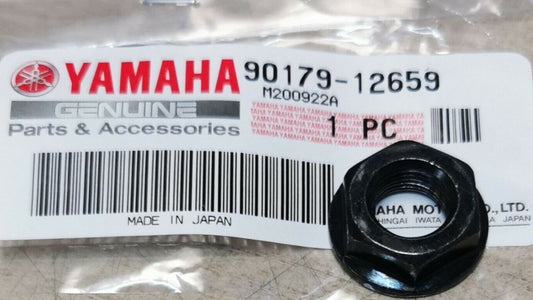 YAMAHA 90179-12659
GENUINE M200922A
Parts & Accessories 1 PC
MADE IN JAPAN